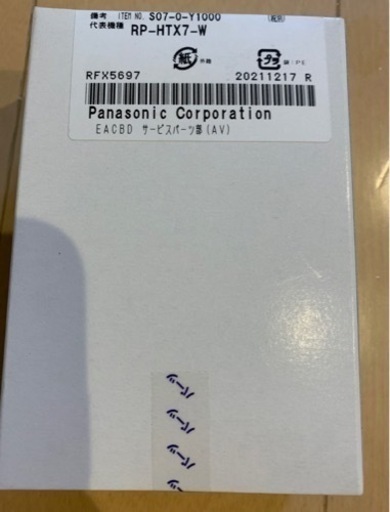 備考 ITEM NO. S07-0-Y1000
代表機種 RP-HTX7-W
紙 外箱
プラ 袋:PE
RFX5697 20211217 R
Panasonic Corporation
EACBD サービスパーツ部(AV)
パーツ
パーツ
パーツ